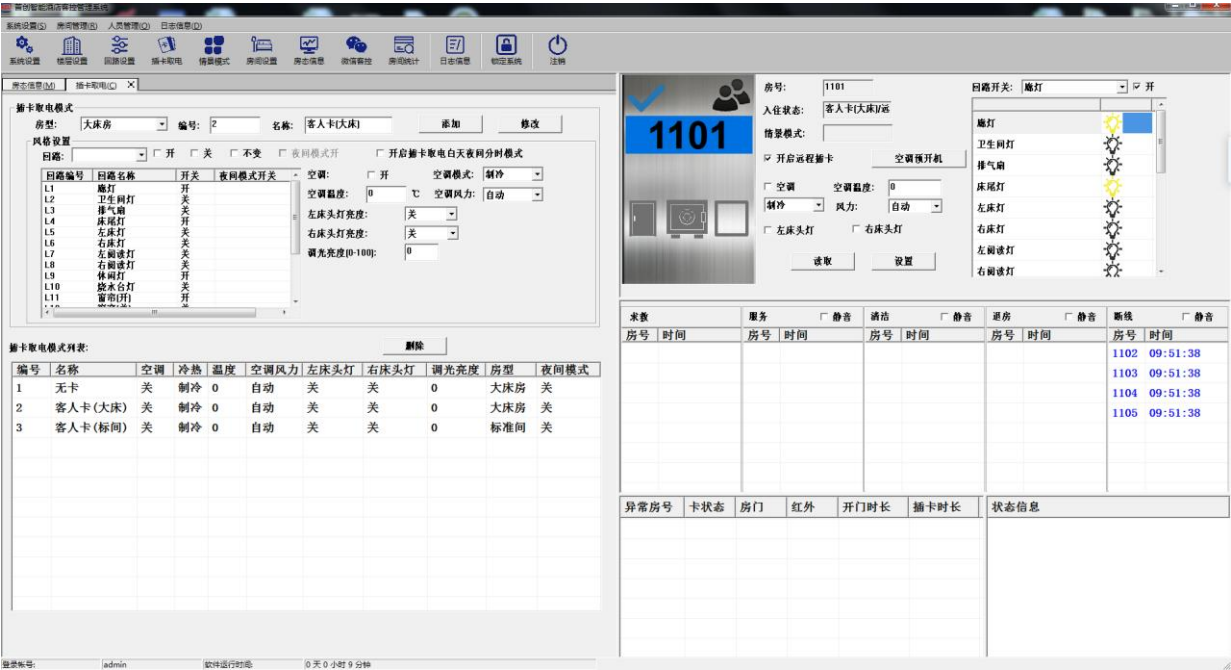 普创智能酒店客控管理系统
系统设置(S) 房间管理(R) 人员管理(Q) 日志信息(D)
系统设置 楼层设置 回路设置 插卡取电 情景模式 房间设置 房态信息 微信客控 房间统计 日志信息 锁定系统 注销
房态信息(M) 插卡取电(C) X
插卡取电模式
房型: 大床房 编号: 2 名称: 客人卡(大床) 添加 修改
风格设置
回路: 开 关 不变 夜间模式开 开启插卡取电白天夜间分时模式
回路编号 回路名称 开关 夜间模式开关
L1 廊灯 开
L2 卫生间灯 关
L3 排气扇 关
L4 床尾灯 开
L5 左床灯 关
L6 右床灯 关
L7 左阅读灯 关
L8 右阅读灯 关
L9 休闲灯 开
L10 烧水台灯 关
L11 窗帘(开) 开
空调: 开 空调模式: 制冷
空调温度: 0 ℃ 空调风力: 自动
左床头灯亮度: 关
右床头灯亮度: 关
调光亮度(0-100): 0
插卡取电模式列表: 删除
编号 名称 空调 冷热 温度 空调风力 左床头灯 右床头灯 调光亮度 房型 夜间模式
1 无卡 关 制冷 0 自动 关 关 0 大床房 关
2 客人卡(大床) 关 制冷 0 自动 关 关 0 大床房 关
3 客人卡(标间) 关 制冷 0 自动 关 关 0 标准间 关
1101
房号: 1101
入住状态: 客人卡(大床)/远
情景模式:
开启远程插卡 空调预开机
空调 空调温度: 0
制冷 风力: 自动
左床头灯 右床头灯
读取 设置
回路开关: 廊灯 开
廊灯
卫生间灯
排气扇
床尾灯
左床灯
右床灯
左阅读灯
右阅读灯
求救 服务 静音 清洁 静音 退房 静音 断线 静音
房号 时间 房号 时间 房号 时间 房号 时间 房号 时间
1102 09:51:38
1103 09:51:38
1104 09:51:38
1105 09:51:38
异常房号 卡状态 房门 红外 开门时长 插卡时长 状态信息
登录帐号: admin 软件运行时间: 0 天 0 小时 9 分钟